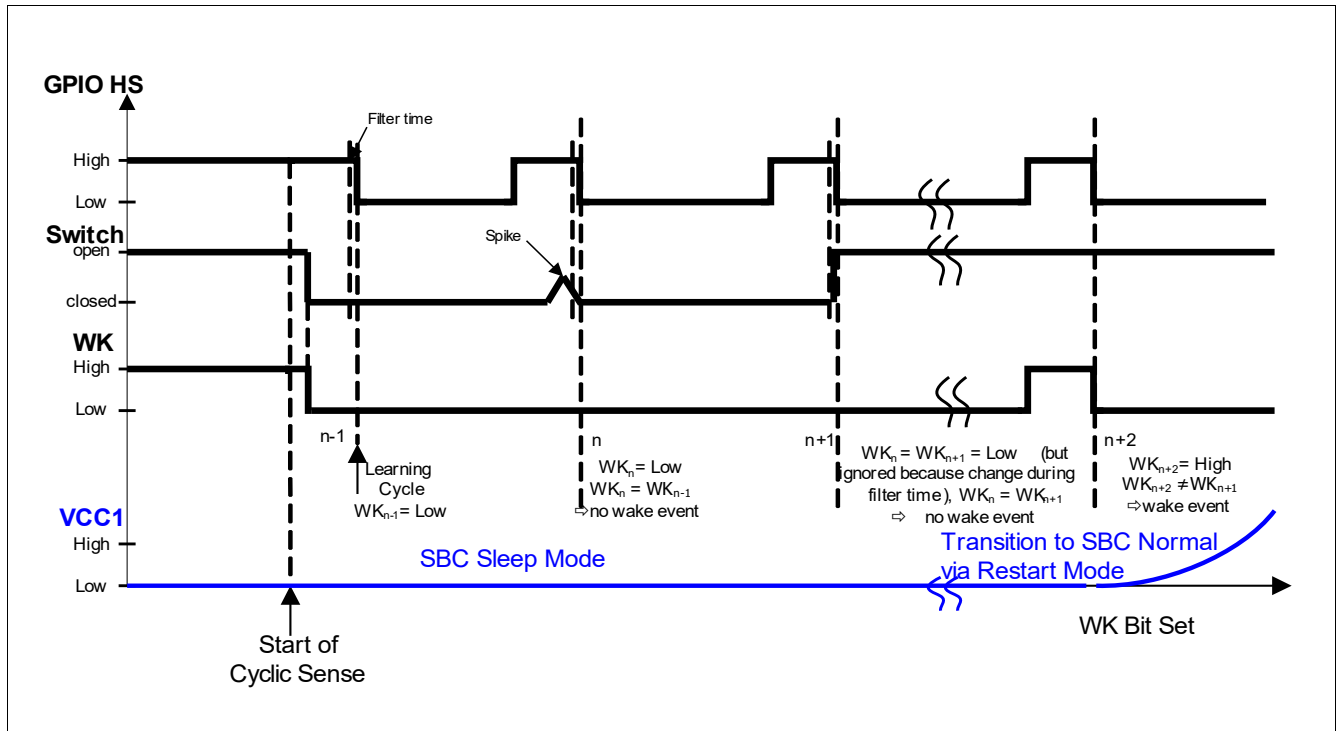 GPIO HS
Filter time
High
Low
Switch
open
Spike
closed
WK
High
Low
n-1
Learning
Cycle
WKn-1 = Low
n
WKn = Low
WKn = WKn-1
⇨no wake event
n+1
WKn = WKn+1 = Low (but
ignored because change during
filter time), WKn = WKn+1
⇨ no wake event
n+2
WKn+2 = High
WKn+2 ≠ WKn+1
⇨wake event
VCC1
High
Low
SBC Sleep Mode
Transition to SBC Normal
via Restart Mode
Start of
Cyclic Sense
WK Bit Set